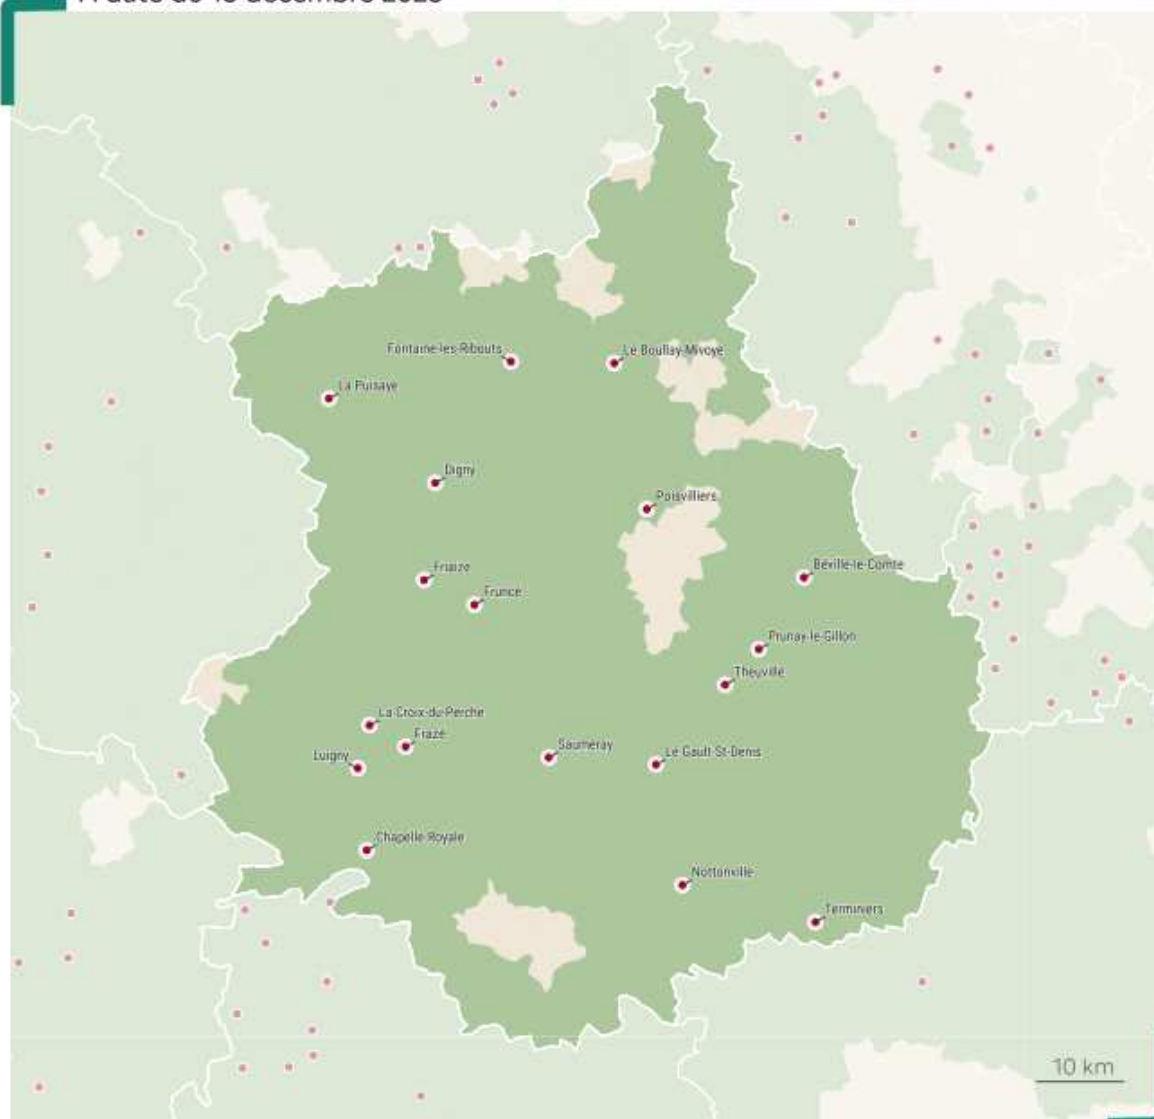 Fontaine-les-Ribouts
Le Boullay-Mivoye
La Puisaye
Digny
Poisvilliers
Friaize
Béville-le-Comte
Fruncé
Prunay-le-Gillon
Theuville
La Croix-du-Perche
Frazé
Saumeray
Le Gault-St-Denis
Luigny
Chapelle-Royale
Nottonville
Terminiers
10 km